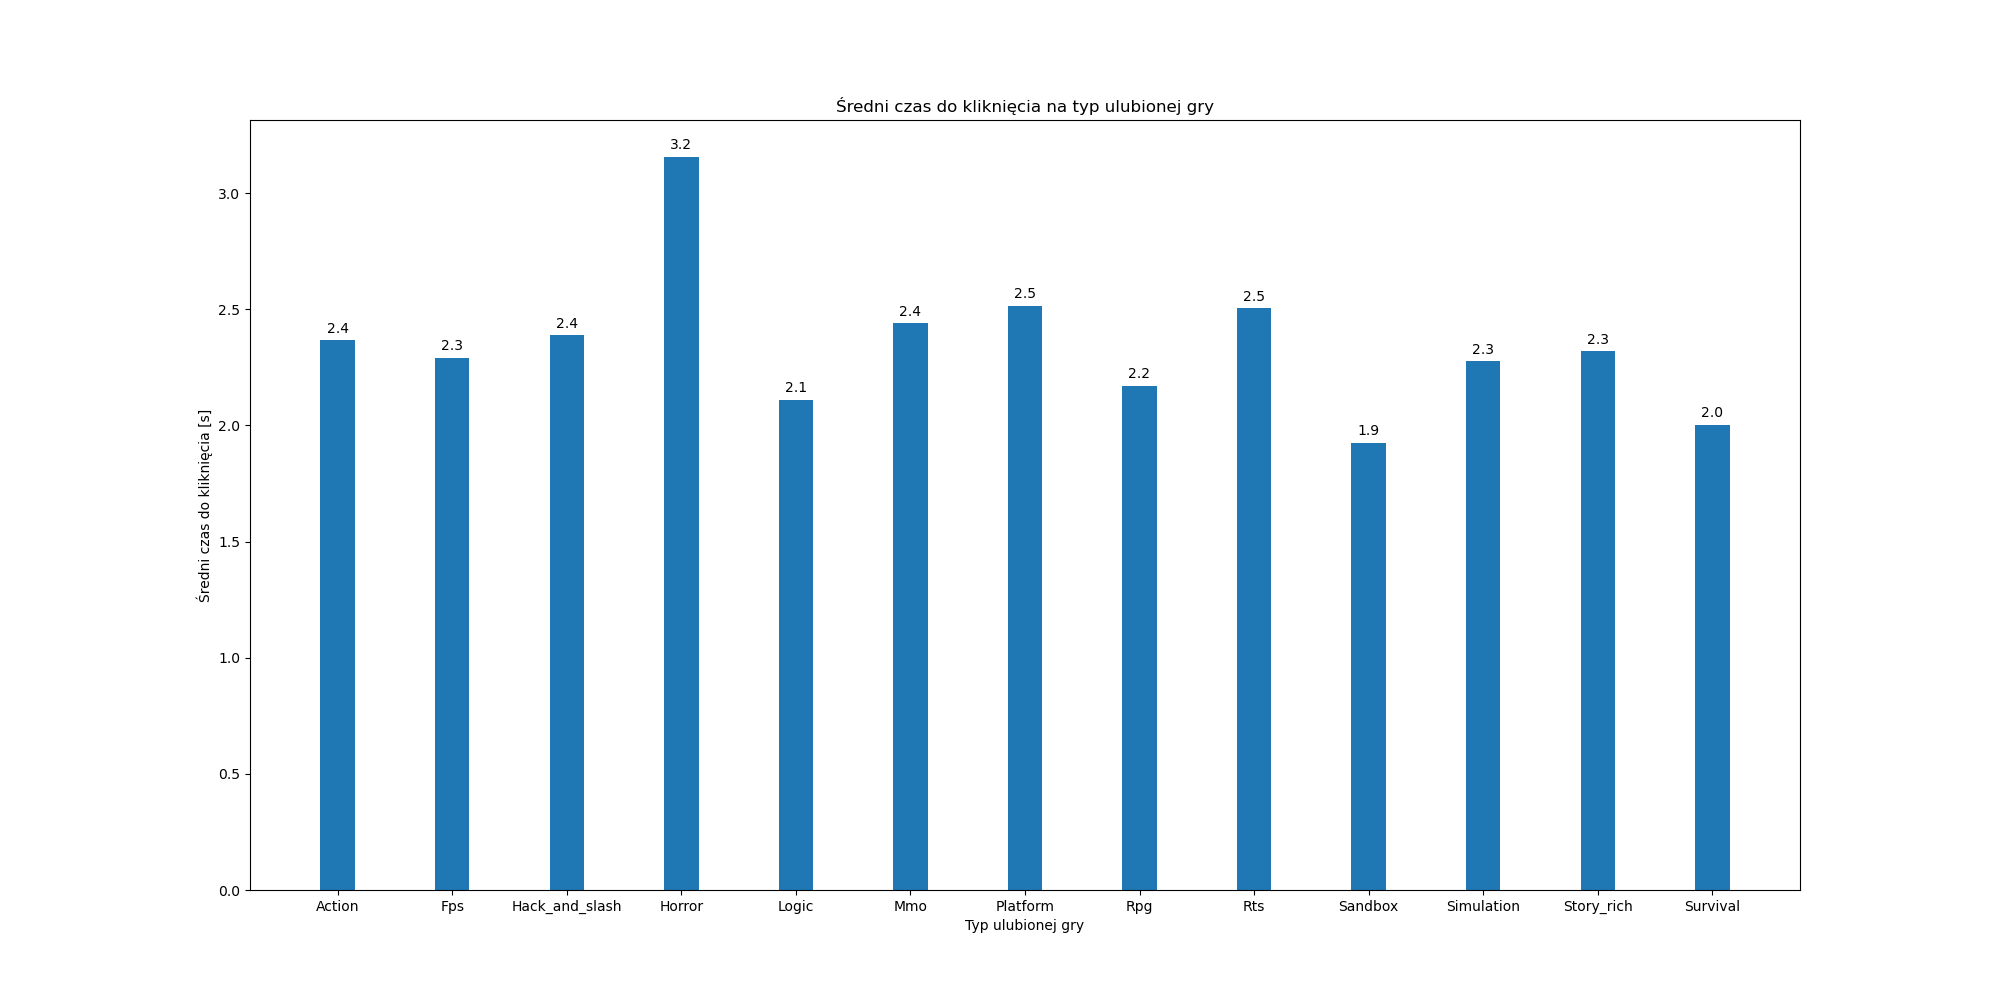 Średni czas do kliknięcia na typ ulubionej gry
Średni czas do kliknięcia [s]
3.0
2.5
2.0
1.5
1.0
0.5
0.0
2.4
2.3
2.4
3.2
2.1
2.4
2.5
2.2
2.5
1.9
2.3
2.3
2.0
Action
Fps
Hack_and_slash
Horror
Logic
Mmo
Platform
Rpg
Rts
Sandbox
Simulation
Story_rich
Survival
Typ ulubionej gry